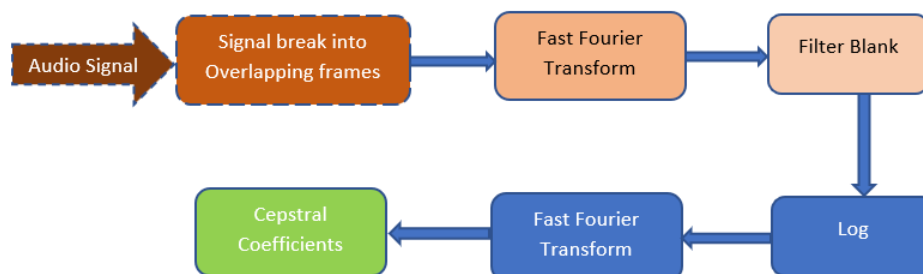 Audio Signal
Signal break into
Overlapping frames
Fast Fourier
Transform
Filter Blank
Log
Fast Fourier
Transform
Cepstral
Coefficients